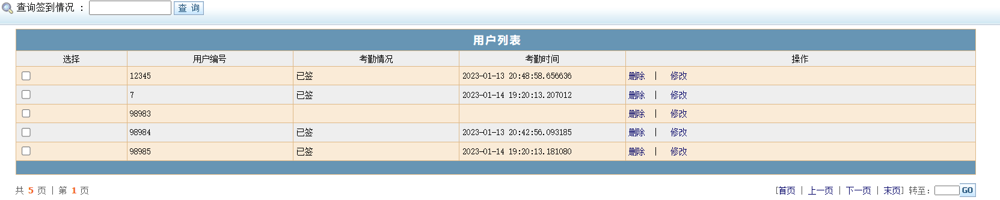 查询签到情况 ： 查 询
用户列表
选择 用户编号 考勤情况 考勤时间 操作
12345 已签 2023-01-13 20:48:58.656636 删除 | 修改
7 已签 2023-01-14 19:20:13.207012 删除 | 修改
98983 删除 | 修改
98984 已签 2023-01-13 20:42:56.093185 删除 | 修改
98985 已签 2023-01-14 19:20:13.181080 删除 | 修改
共 5 页 | 第 1 页 [首页 | 上一页 | 下一页 | 末页] 转至： GO